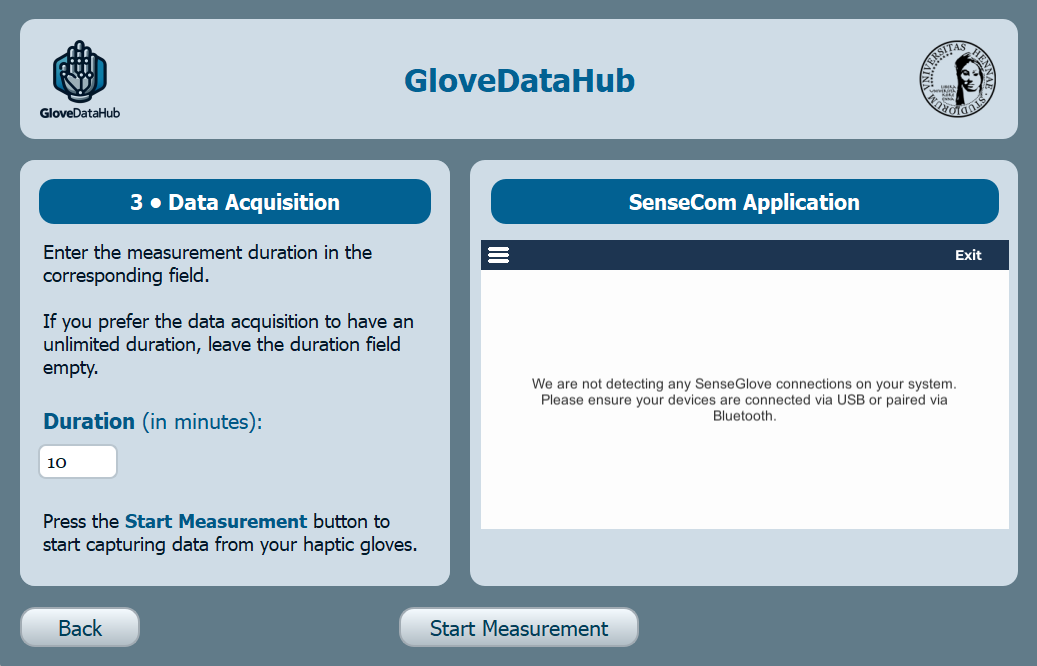 GloveDataHub
GloveDataHub
VNIVERSITAS HENNAE STUDIORUM
3 • Data Acquisition
Enter the measurement duration in the
corresponding field.
If you prefer the data acquisition to have an
unlimited duration, leave the duration field
empty.
Duration (in minutes):
10
Press the Start Measurement button to
start capturing data from your haptic gloves.
SenseCom Application
Exit
We are not detecting any SenseGlove connections on your system.
Please ensure your devices are connected via USB or paired via
Bluetooth.
Back
Start Measurement